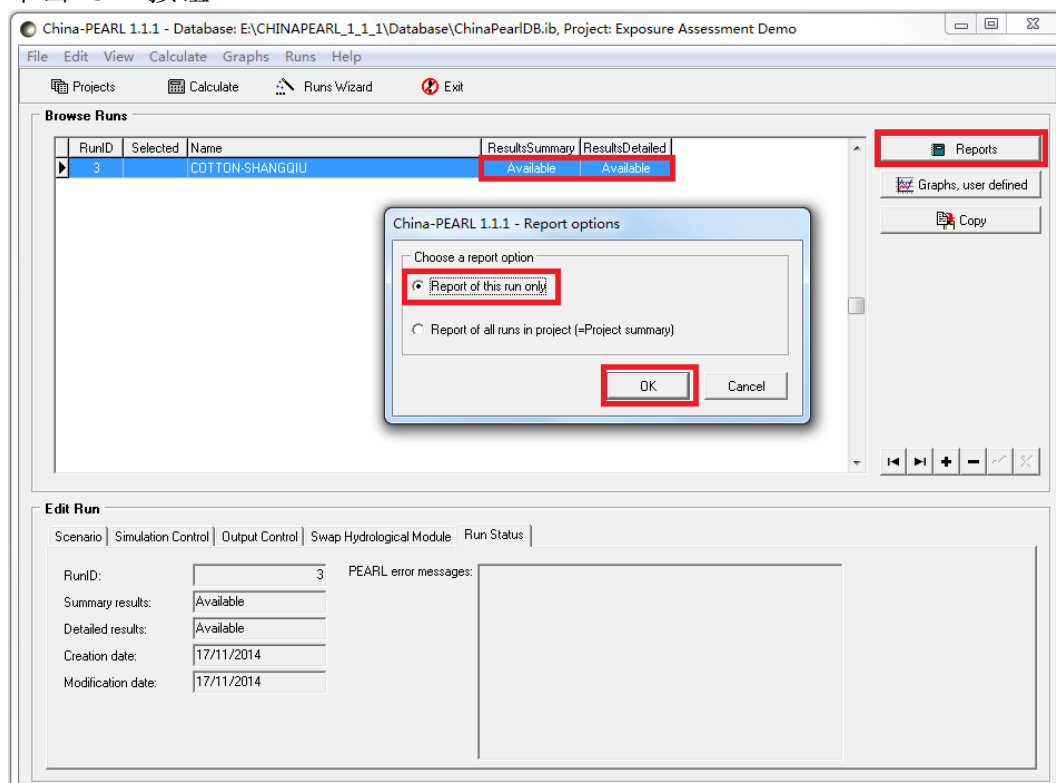 China-PEARL 1.1.1 - Database: E:\CHINAPEARL_1_1_1\Database\ChinaPearlDB.ib, Project: Exposure Assessment Demo
File Edit View Calculate Graphs Runs Help
Projects Calculate Runs Wizard Exit
Browse Runs
RunID Selected Name ResultsSummary ResultsDetailed
3 COTTON-SHANGQIU Available Available
Reports
Graphs, user defined
Copy
China-PEARL 1.1.1 - Report options
Choose a report option
Report of this run only
Report of all runs in project (=Project summary)
OK Cancel
Edit Run
Scenario Simulation Control Output Control Swap Hydrological Module Run Status
RunID: 3 PEARL error messages:
Summary results: Available
Detailed results: Available
Creation date: 17/11/2014
Modification date: 17/11/2014